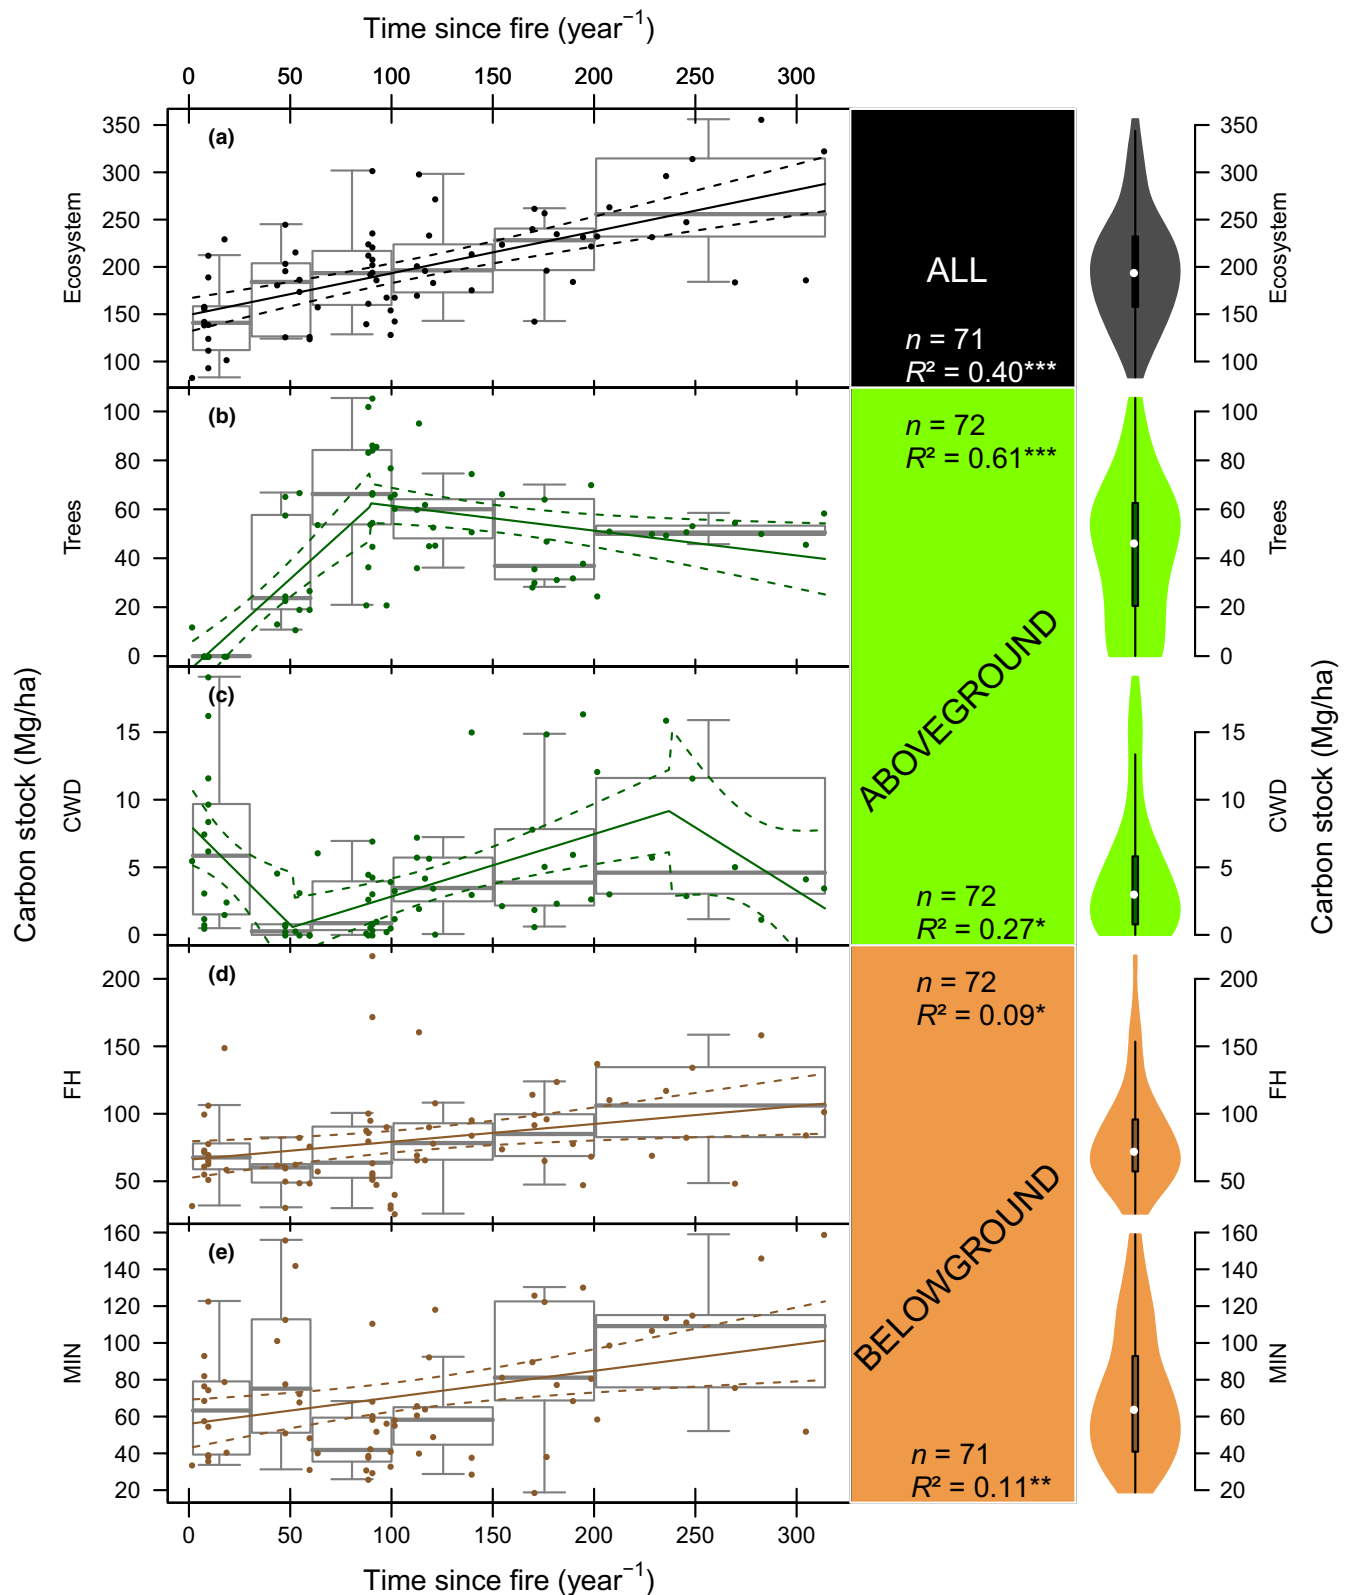 Time since fire (year⁻¹)
0 50 100 150 200 250 300
(a)
Ecosystem
350
300
250
200
150
100
ALL
n = 71
R² = 0.40***
350
300
250
200
150
100
Ecosystem
(b)
Trees
100
80
60
40
20
0
n = 72
R² = 0.61***
100
80
60
40
20
0
Trees
Carbon stock (Mg/ha)
ABOVEGROUND
Carbon stock (Mg/ha)
(c)
CWD
15
10
5
0
n = 72
R² = 0.27*
15
10
5
0
CWD
(d)
FH
200
150
100
50
n = 72
R² = 0.09*
200
150
100
50
FH
BELOWGROUND
(e)
MIN
160
140
120
100
80
60
40
20
n = 71
R² = 0.11**
160
140
120
100
80
60
40
20
MIN
0 50 100 150 200 250 300
Time since fire (year⁻¹)